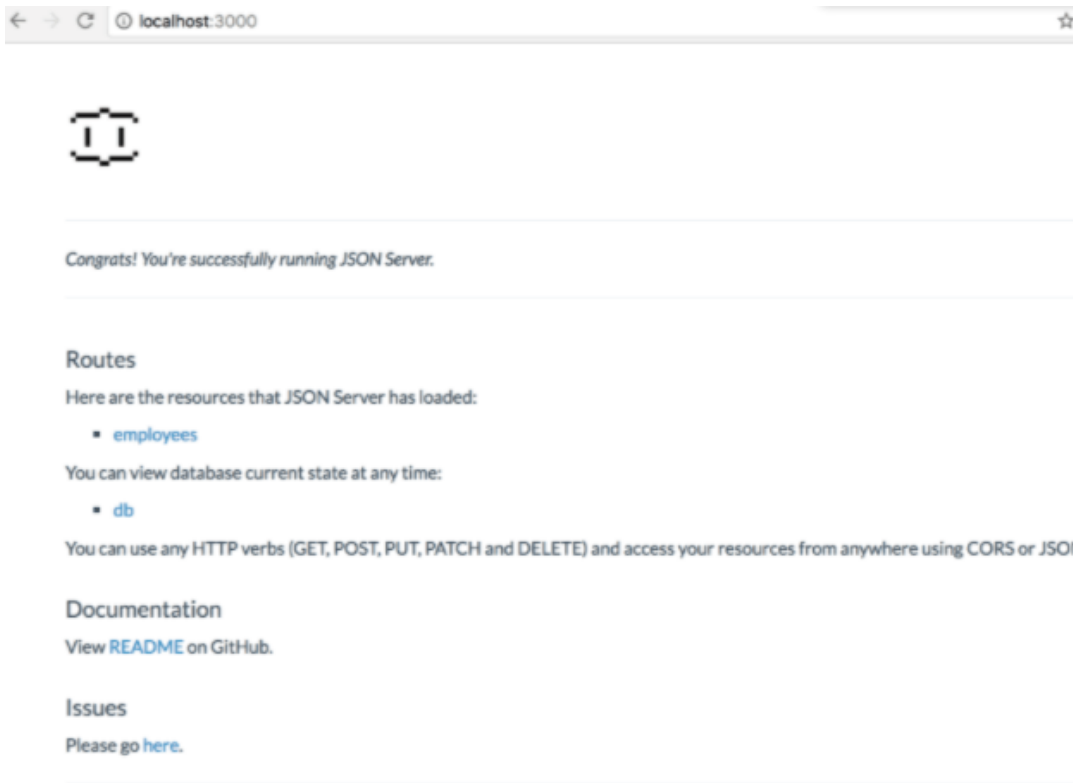 localhost:3000
Congrats! You're successfully running JSON Server.
Routes
Here are the resources that JSON Server has loaded:
employees
You can view database current state at any time:
db
You can use any HTTP verbs (GET, POST, PUT, PATCH and DELETE) and access your resources from anywhere using CORS or
Documentation
View README on GitHub.
Issues
Please go here.